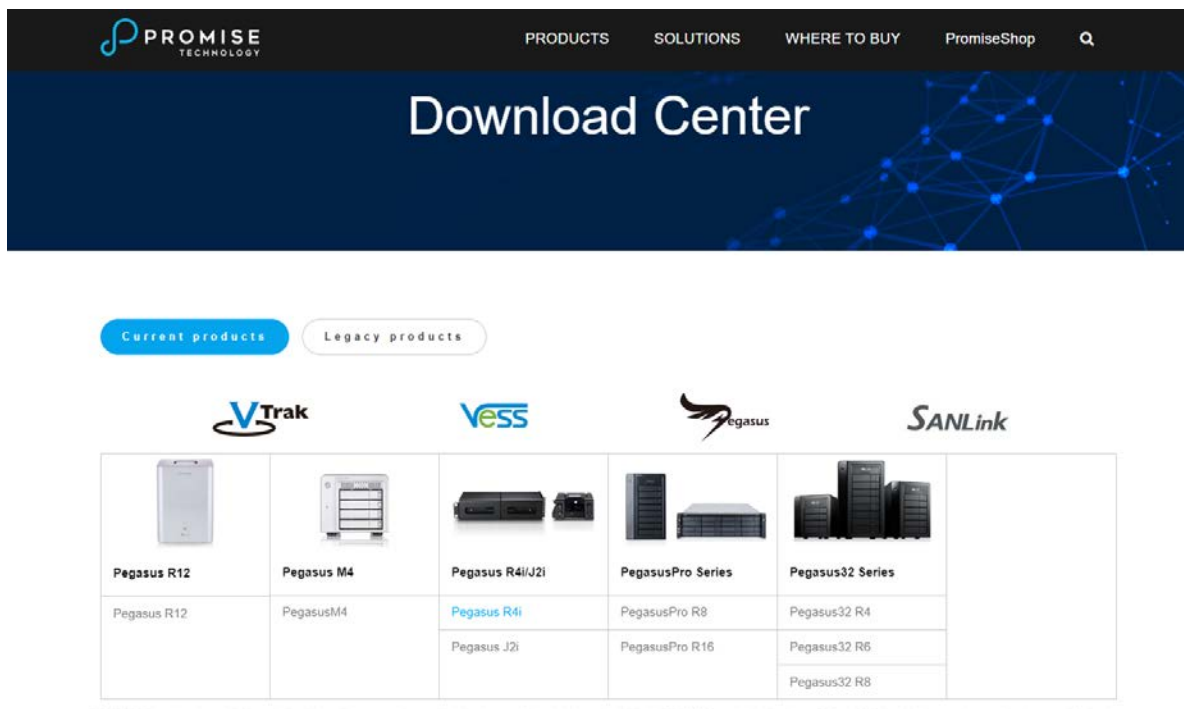 PROMISE
TECHNOLOGY
PRODUCTS SOLUTIONS WHERE TO BUY PromiseShop
Download Center
Current products Legacy products
VTrak Vess Pegasus SANLink
Pegasus R12 Pegasus M4 Pegasus R4i/J2i PegasusPro Series Pegasus32 Series
Pegasus R12 PegasusM4 Pegasus R4i PegasusPro R8 Pegasus32 R4
Pegasus J2i PegasusPro R16 Pegasus32 R6
Pegasus32 R8